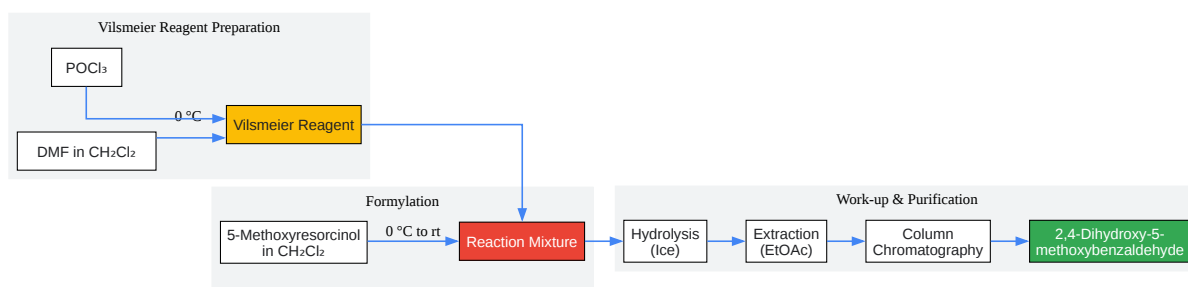 Vilsmeier Reagent Preparation
POCl₃
0 °C
Vilsmeier Reagent
DMF in CH₂Cl₂
Formylation
5-Methoxyresorcinol
in CH₂Cl₂
0 °C to rt
Reaction Mixture
Work-up & Purification
Hydrolysis
(Ice)
Extraction
(EtOAc)
Column
Chromatography
2,4-Dihydroxy-5-
methoxybenzaldehyde